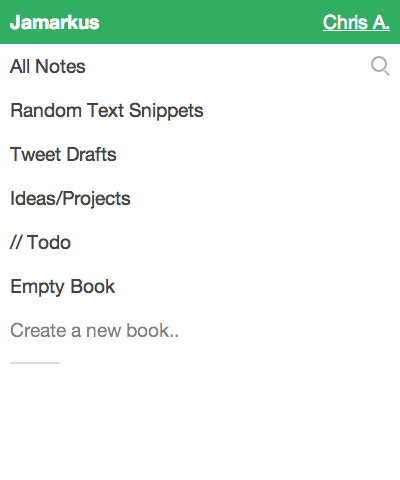 Jamarkus Chris A.
All Notes
Random Text Snippets
Tweet Drafts
Ideas/Projects
// Todo
Empty Book
Create a new book..